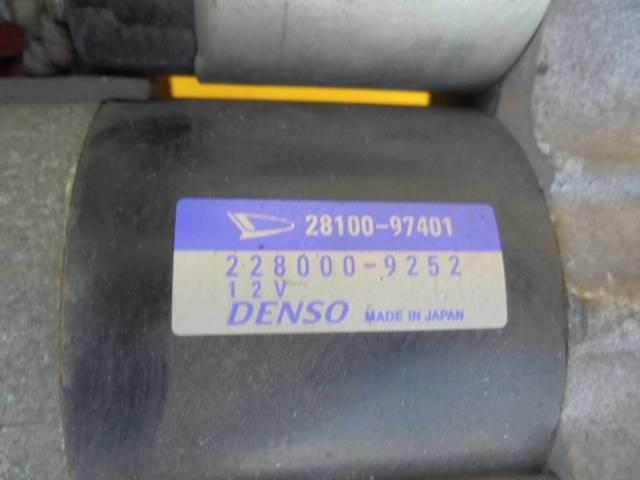 28100-97401
228000-9252
12V
DENSO MADE IN JAPAN